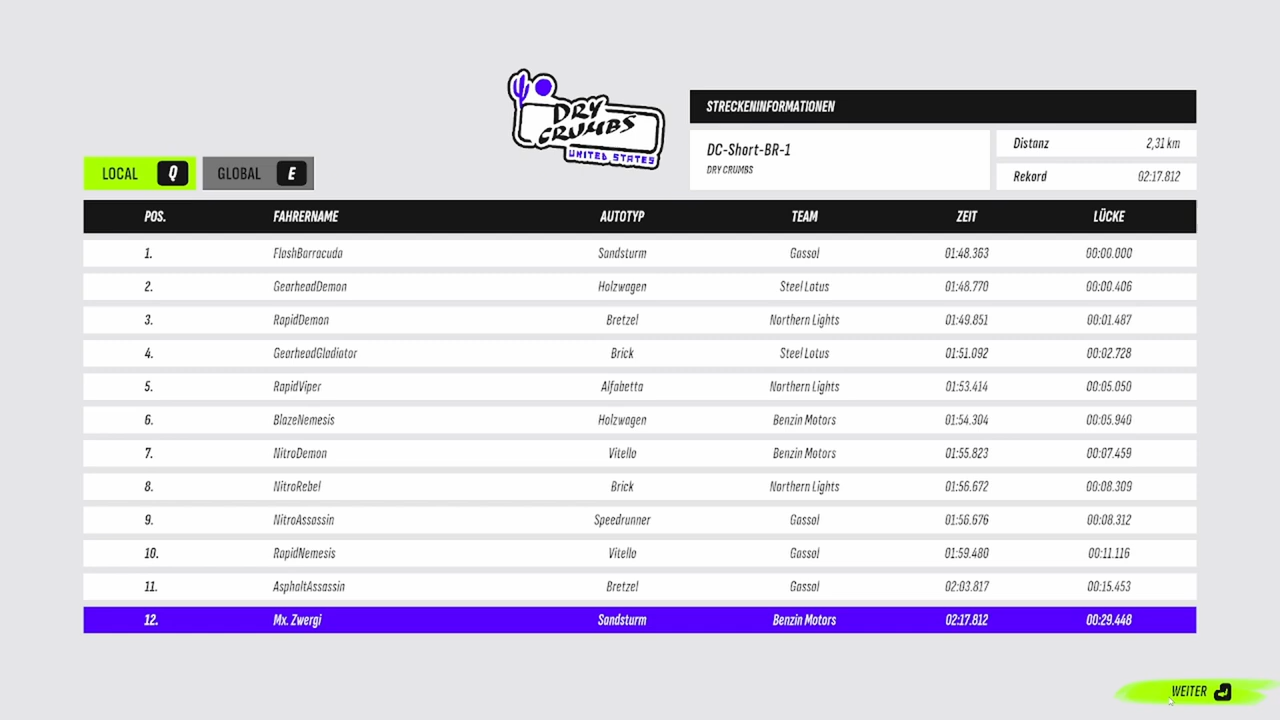 DRY
CRUMBS
UNITED STATES
STRECKENINFORMATIONEN
DC-Short-BR-1
DRY CRUMBS
Distanz 2,31 km
Rekord 02:17.812
LOCAL Q GLOBAL E
POS. FAHRERNAME AUTOTYP TEAM ZEIT LÜCKE
1. FlashBarracuda Sandsturm Gassol 01:48.363 00:00.000
2. GearheadDemon Holzwagen Steel Lotus 01:48.770 00:00.406
3. RapidDemon Bretzel Northern Lights 01:49.851 00:01.487
4. GearheadGladiator Brick Steel Lotus 01:51.092 00:02.728
5. RapidViper Alfabetta Northern Lights 01:53.414 00:05.050
6. BlazeNemesis Holzwagen Benzin Motors 01:54.304 00:05.940
7. NitroDemon Vitello Benzin Motors 01:55.823 00:07.459
8. NitroRebel Brick Northern Lights 01:56.672 00:08.309
9. NitroAssassin Speedrunner Gassol 01:56.676 00:08.312
10. RapidNemesis Vitello Gassol 01:59.480 00:11.116
11. AsphaltAssassin Bretzel Gassol 02:03.817 00:15.453
12. Mx. Zwergi Sandsturm Benzin Motors 02:17.812 00:29.448
WEITER